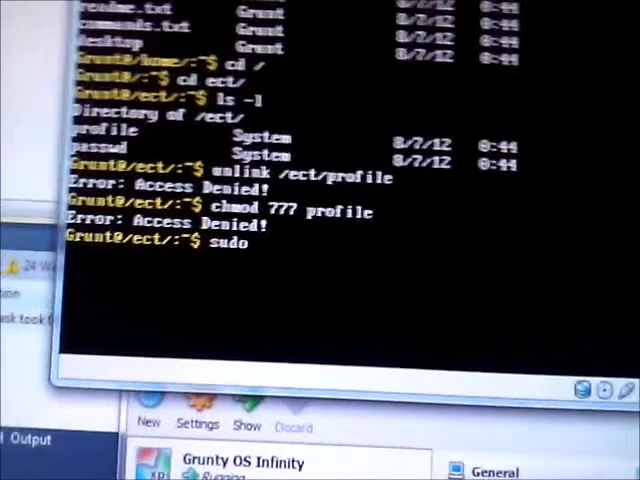 readme.txt Grunt 8/7/12 0:44
commands.txt Grunt 8/7/12 0:44
desktop Grunt 8/7/12 0:44
Grunt@/home/:~$ cd /
Grunt@/:~$ cd ect/
Grunt@/ect/:~$ ls -l
Directory of /ect/
profile System 8/7/12 0:44
passwd System 8/7/12 0:44
Grunt@/ect/:~$ unlink /ect/profile
Error: Access Denied!
Grunt@/ect/:~$ chmod 777 profile
Error: Access Denied!
Grunt@/ect/:~$ sudo
24
ask took
Output
New Settings Show Discard
Grunty OS Infinity
Running
General